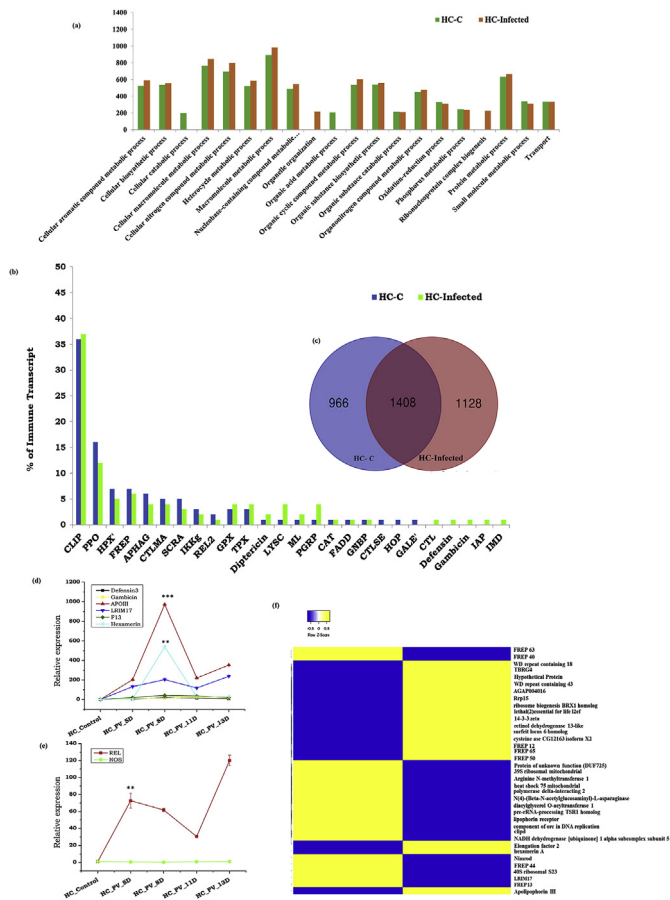 (a)
HC-C
HC-Infected
1400
1200
1000
800
600
400
200
0
Cellular aromatic compound metabolic process
Cellular biosynthetic process
Cellular catabolic process
Cellular macromolecule metabolic process
Cellular nitrogen compound metabolic process
Heterocycle metabolic process
Macromolecule metabolic process
Nucleobase-containing compound metabolic...
Organelle organization
Organic acid metabolic process
Organic cyclic compound metabolic process
Organic substance biosynthetic process
Organic substance catabolic process
Organonitrogen compound metabolic process
Oxidation-reduction process
Phosphorus metabolic process
Ribonucleoprotein complex biogenesis
Protein metabolic process
Small molecule metabolic process
Transport
(b)
HC-C
HC-Infected
% of Immune Transcript
50
45
40
35
30
25
20
15
10
5
0
CLIP
PPO
HPX
FREP
APHAG
CTLMA
SCRA
IKKg
REL2
GPX
TPX
Diptericin
LYSC
ML
PGRP
CAT
FADD
GNBP
CTLSE
HOP
GALE'
CTL
Defensin
Gambicin
IAP
IMD
(c)
966
1408
1128
HC- C
HC-Infected
(d)
Relative expression
1200
1000
800
600
400
200
0
Defensin3
Gambicin
APOIII
LRIM17
F13
Hexamerin
***
**
HC_Control
HC_PV_5D
HC_PV_8D
HC_PV_11D
HC_PV_13D
(e)
Relative expression
140
120
100
80
60
40
20
0
REL
NOS
**
HC_Control
HC_PV_5D
HC_PV_8D
HC_PV_11D
HC_PV_13D
(f)
Row Z-Score
FREP 63
FREP 40
WD repeat containing 18
TBRG4
Hypothetical Protein
WD repeat containing 43
AGAP004016
Rrp15
ribosome biogenesis BRX1 homolog
lethal(2)essential for life l2ef
14-3-3 zeta
retinol dehydrogenase 13-like
surfeit locus 6 homolog
cysteine use CG12163 isoform X2
FREP 12
FREP 65
FREP 50
Protein of unknown function (DUF725)
39S ribosomal mitochondrial
Arginine N-methyltransferase 1
heat shock 75 mitochondrial
polymerase delta-interacting 2
N(4)-(Beta-N-acetylglucosaminyl)-L-asparaginase
diacylglycerol O-acyltransferase 1
pre-rRNA-processing TSR1 homolog
lipophorin receptor
component of orc in DNA replication
clipd
NADH dehydrogenase [ubiquinone] 1 alpha subcomplex subunit 5
Elongation factor 2
hexamerin A
Nimrod
FREP 44
40S ribosomal S23
LRIM17
FREP13
Apolipophorin III